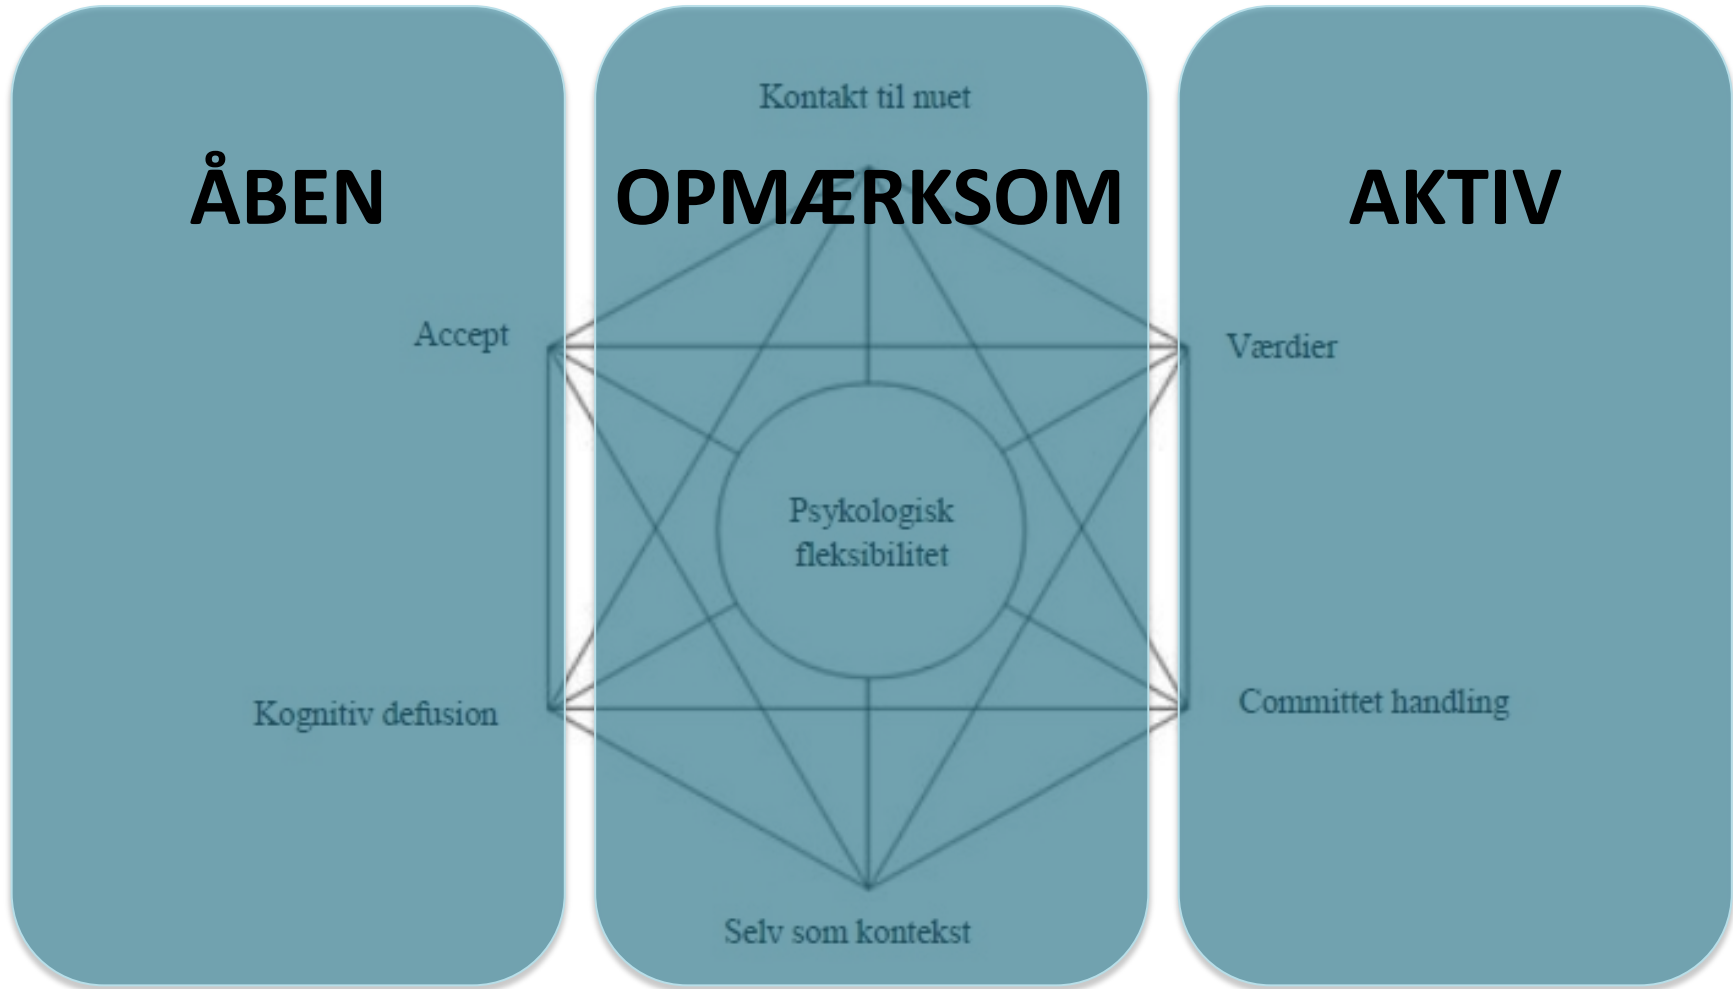 Kontakt til nuet
ÅBEN
OPMÆRKSOM
AKTIV
Accept
Værdier
Psykologisk
fleksibilitet
Kognitiv defusion
Committet handling
Selv som kontekst